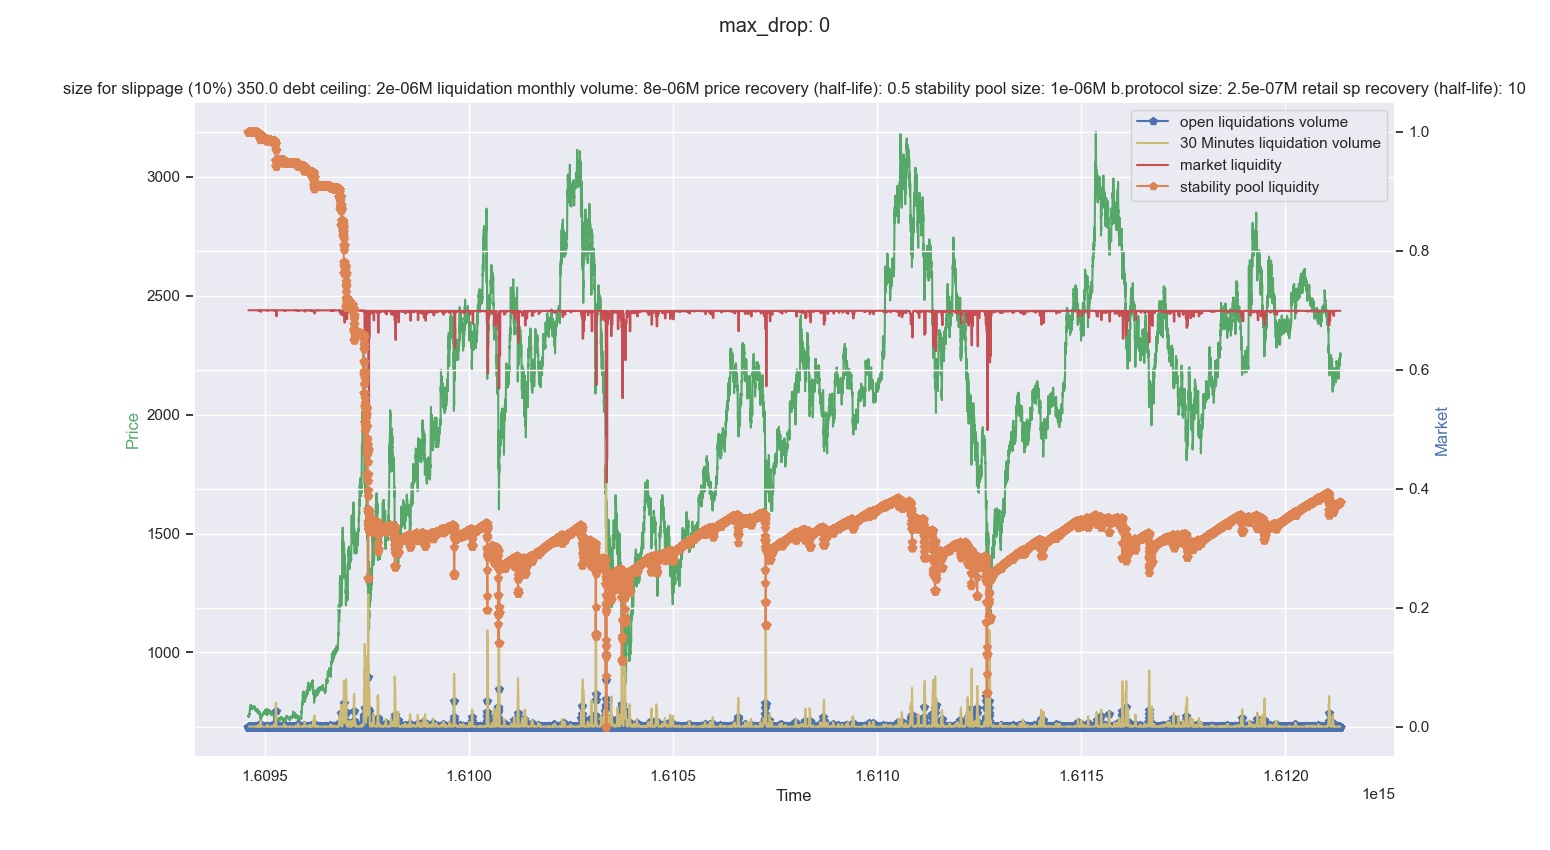 max_drop: 0
size for slippage (10%) 350.0 debt ceiling: 2e-06M liquidation monthly volume: 8e-06M price recovery (half-life): 0.5 stability pool size: 1e-06M b.protocol size: 2.5e-07M retail sp recovery (half-life): 10
open liquidations volume
30 Minutes liquidation volume
market liquidity
stability pool liquidity
3000
2500
2000
1500
1000
Price
1.0
0.8
0.6
0.4
0.2
0.0
Market
1.6095
1.6100
1.6105
1.6110
1.6115
1.6120
1e15
Time